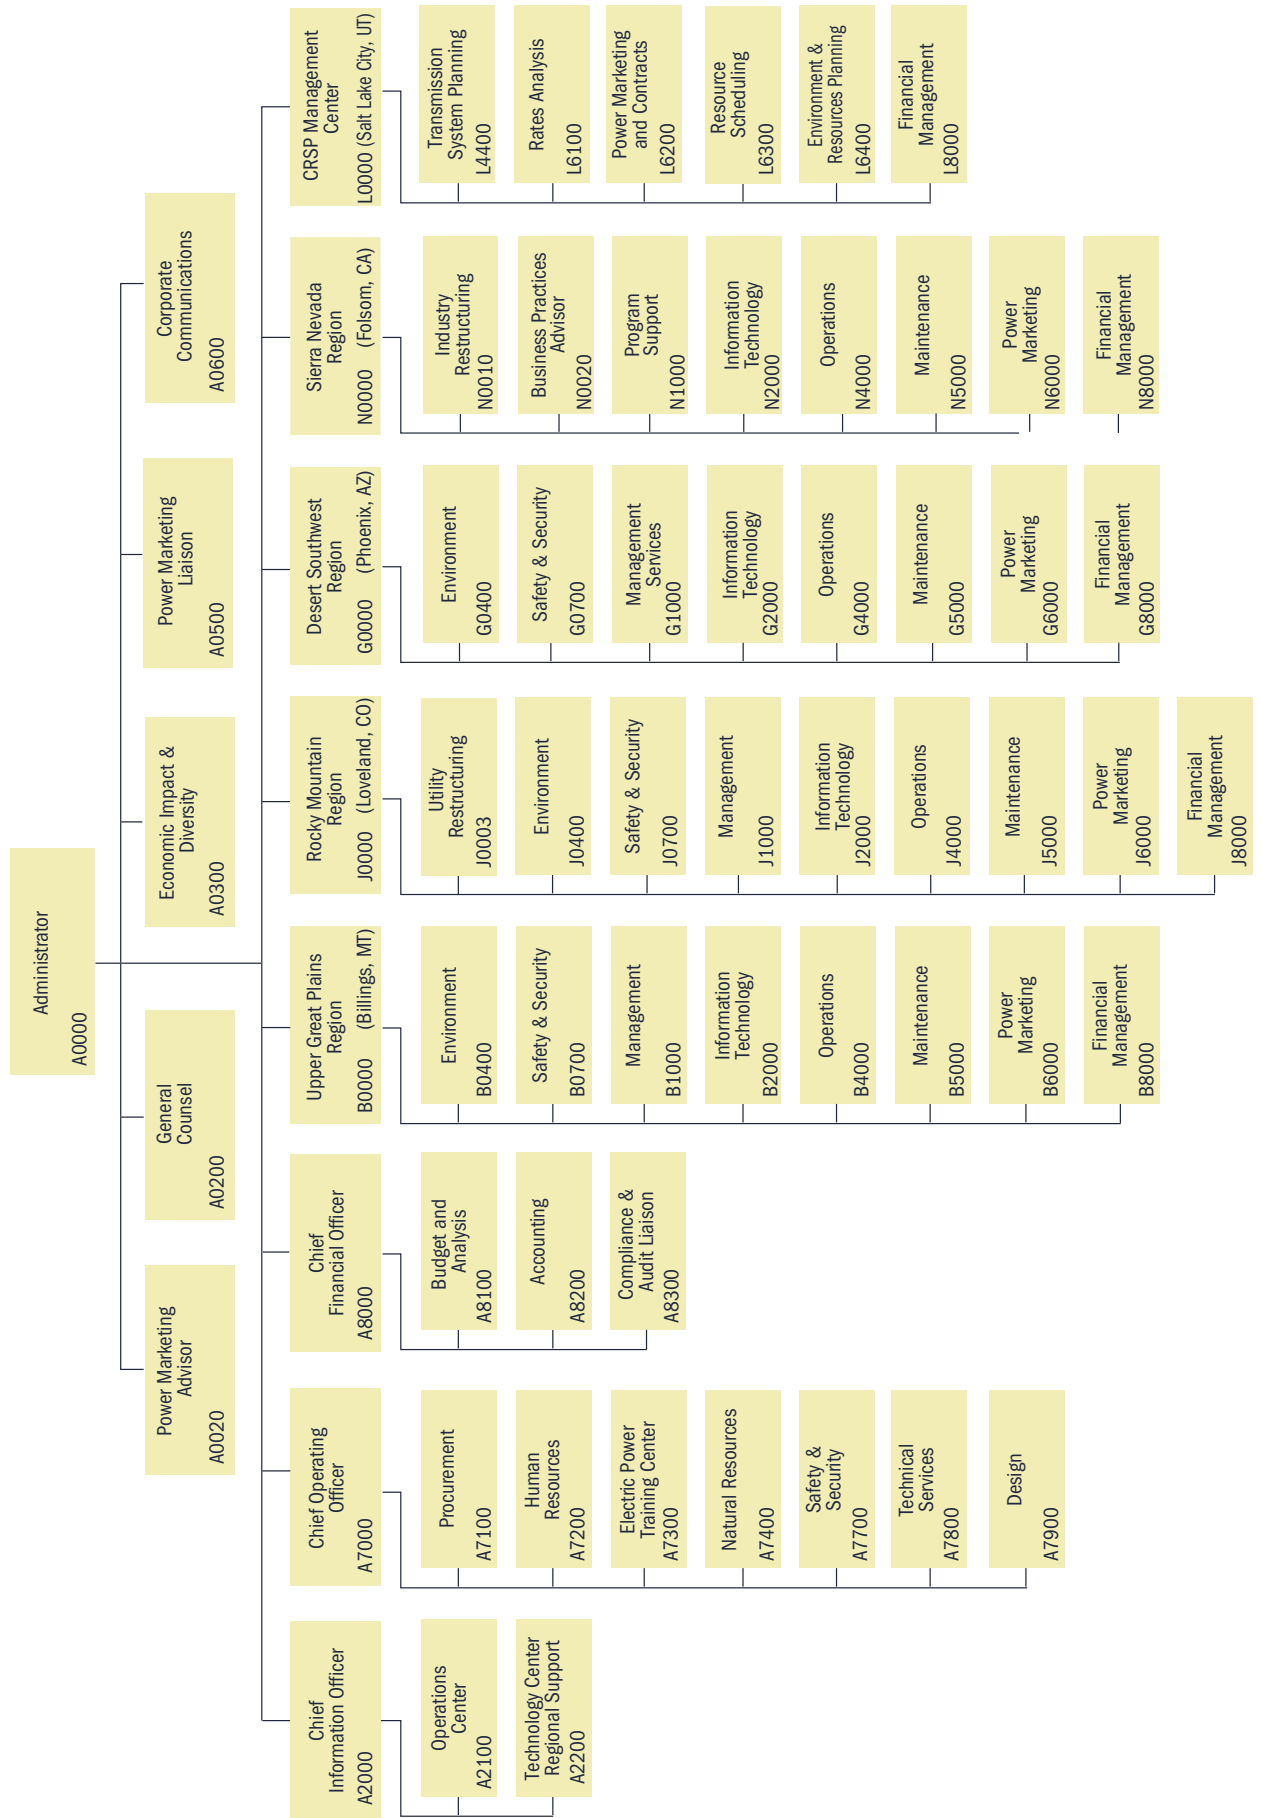 Administrator
A0000
Power Marketing
Advisor
A0020
General
Counsel
A0200
Economic Impact &
Diversity
A0300
Power Marketing
Liaison
A0500
Corporate
Communications
A0600
Chief
Information Officer
A2000
Operations
Center
A2100
Technology Center
Regional Support
A2200
Chief Operating
Officer
A7000
Procurement
A7100
Human
Resources
A7200
Electric Power
Training Center
A7300
Natural Resources
A7400
Safety &
Security
A7700
Technical
Services
A7800
Design
A7900
Chief
Financial Officer
A8000
Budget and
Analysis
A8100
Accounting
A8200
Compliance &
Audit Liaison
A8300
Upper Great Plains
Region
B0000 (Billings, MT)
Environment
B0400
Safety & Security
B0700
Management
B1000
Information
Technology
B2000
Operations
B4000
Maintenance
B5000
Power
Marketing
B6000
Financial
Management
B8000
Rocky Mountain
Region
J0000 (Loveland, CO)
Utility
Restructuring
J0003
Environment
J0400
Safety & Security
J0700
Management
J1000
Information
Technology
J2000
Operations
J4000
Maintenance
J5000
Power
Marketing
J6000
Financial
Management
J8000
Desert Southwest
Region
G0000 (Phoenix, AZ)
Environment
G0400
Safety & Security
G0700
Management
Services
G1000
Information
Technology
G2000
Operations
G4000
Maintenance
G5000
Power
Marketing
G6000
Financial
Management
G8000
Sierra Nevada
Region
N0000 (Folsom, CA)
Industry
Restructuring
N0010
Business Practices
Advisor
N0020
Program
Support
N1000
Information
Technology
N2000
Operations
N4000
Maintenance
N5000
Power
Marketing
N6000
Financial
Management
N8000
CRSP Management
Center
L0000 (Salt Lake City, UT)
Transmission
System Planning
L4400
Rates Analysis
L6100
Power Marketing
and Contracts
L6200
Resource
Scheduling
L6300
Environment &
Resources Planning
L6400
Financial
Management
L8000